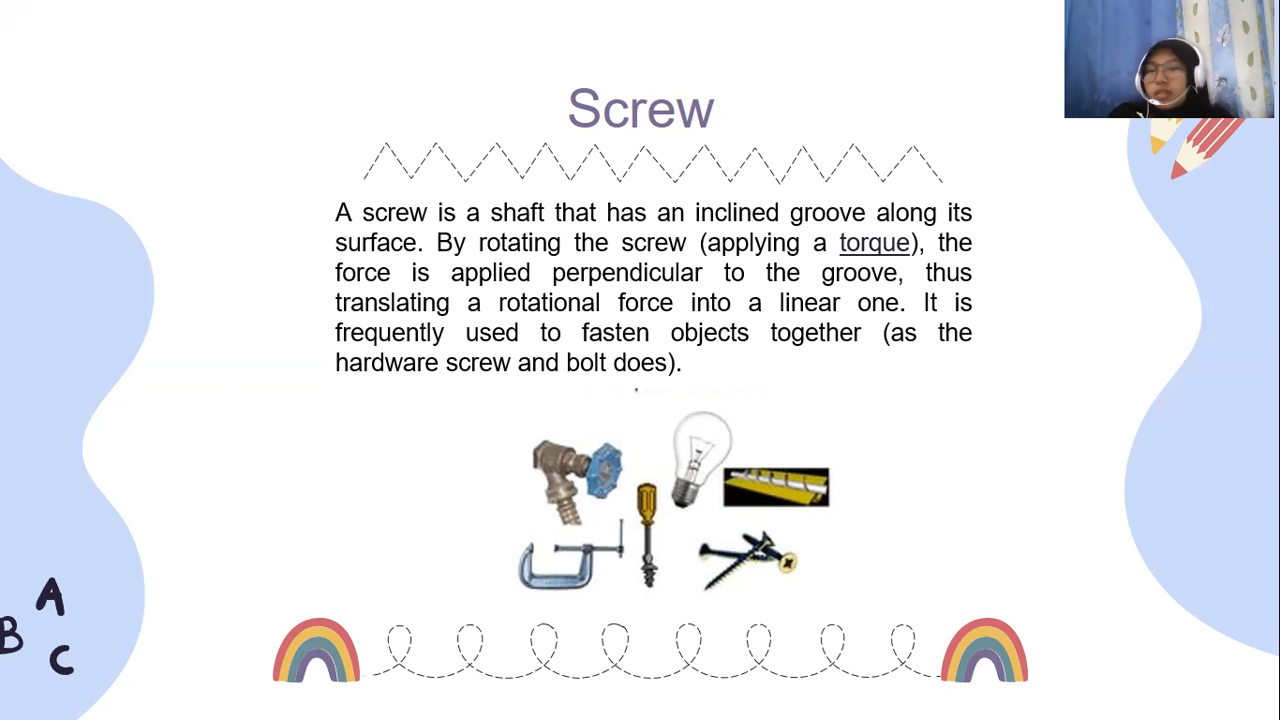 Screw
A screw is a shaft that has an inclined groove along its
surface. By rotating the screw (applying a torque), the
force is applied perpendicular to the groove, thus
translating a rotational force into a linear one. It is
frequently used to fasten objects together (as the
hardware screw and bolt does).
A
B
C